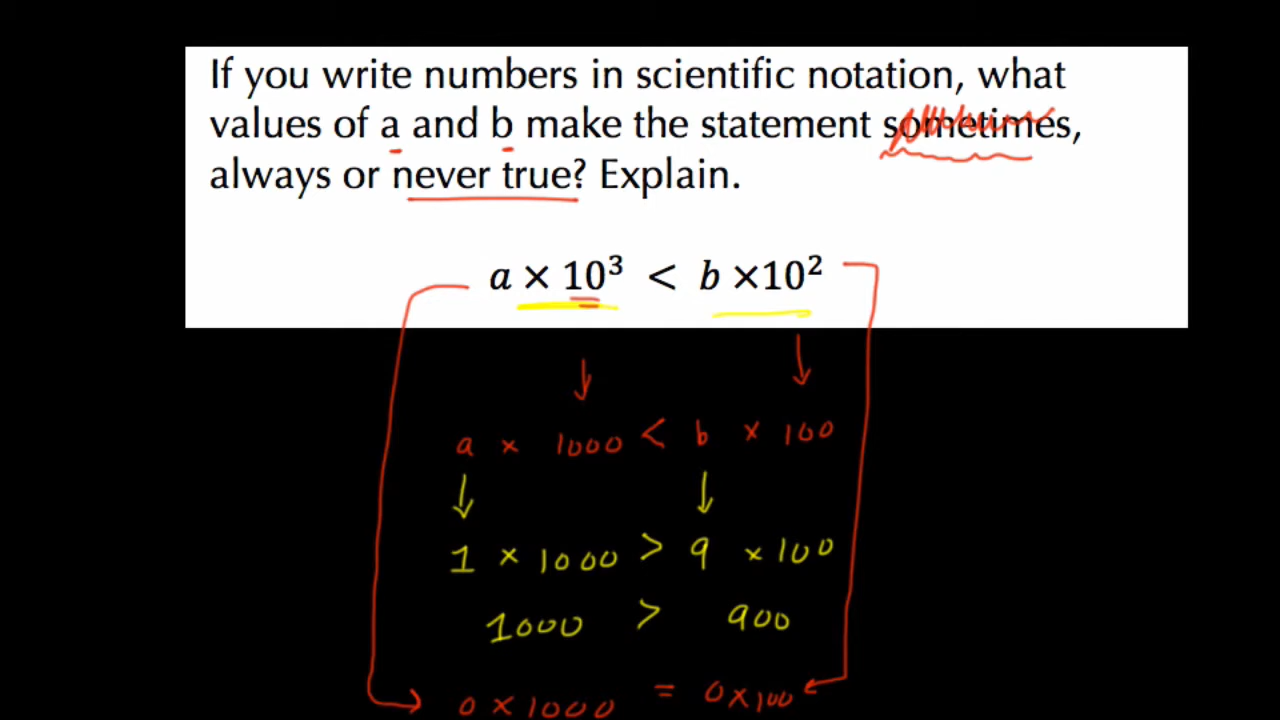 If you write numbers in scientific notation, what
values of a and b make the statement sometimes,
always or never true? Explain.
a × 10³ < b ×10²
a × 1000 < b × 100
1 × 1000 > 9 × 100
1000 > 900
0 × 1000 = 0 × 100